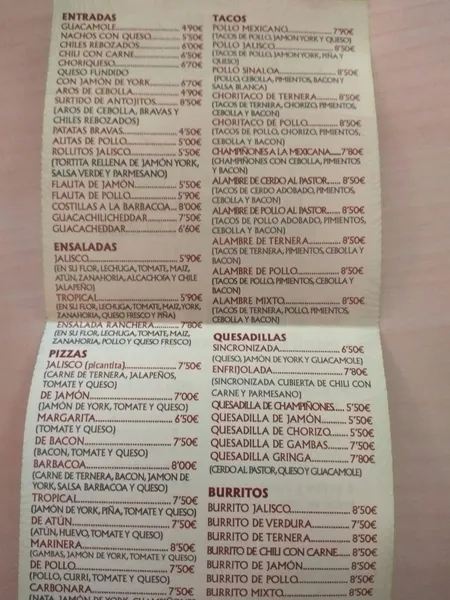 ENTRADAS
GUACAMOLE 4'90€
NACHOS CON QUESO 5'50€
CHILES REBOZADOS 6'00€
CHILI CON CARNE 6'50€
CHORIQUESO 6'70€
QUESO FUNDIDO
CON JAMÓN DE YORK 6'70€
AROS DE CEBOLLA 4'90€
SURTIDO DE ANTOJITOS 8'50€
(AROS DE CEBOLLA, BRAVAS Y
CHILES REBOZADOS)
PATATAS BRAVAS 4'50€
ALITAS DE POLLO 5'00€
ROLLITOS JALISCO 5'50€
(TORTITA RELLENA DE JAMÓN YORK,
SALSA VERDE Y PARMESANO)
FLAUTA DE JAMÓN 5'50€
FLAUTA DE POLLO 5'90€
COSTILLAS A LA BARBACOA 8'00€
GUACACHILICHEDDAR 7'50€
GUACACHEDDAR 6'60€
ENSALADAS
JALISCO 5'90€
(EN SU FLOR, LECHUGA, TOMATE, MAIZ,
ATÚN, ZANAHORIA, ALCACHOFA Y CHILE
JALAPEÑO)
TROPICAL 5'90€
(EN SU FLOR, LECHUGA, TOMATE, MAIZ, YORK,
ZANAHORIA, QUESO FRESCO Y PIÑA)
ENSALADA RANCHERA 7'80€
(EN SU FLOR, LECHUGA, TOMATE, MAIZ,
ZANAHORIA, POLLO Y QUESO FRESCO)
PIZZAS
JALISCO (picantita) 7'50€
(CARNE DE TERNERA, JALAPEÑOS,
TOMATE Y QUESO)
DE JAMÓN 7'00€
(JAMÓN DE YORK, TOMATE Y QUESO)
MARGARITA 6'50€
(TOMATE Y QUESO)
DE BACON 7'50€
(BACON, TOMATE Y QUESO)
BARBACOA 8'00€
(CARNE DE TERNERA, BACON, JAMON DE
YORK, SALSA BARBACOA Y QUESO)
TROPICAL 7'50€
(JAMÓN DE YORK, PIÑA, TOMATE Y QUESO)
DE ATÚN 7'50€
(ATÚN, HUEVO, TOMATE Y QUESO)
MARINERA 8'50€
(GAMBAS, JAMÓN DE YORK, TOMATE Y QUESO)
DE POLLO 7'50€
(POLLO, CURRI, TOMATE Y QUESO)
CARBONARA 7'50€
(NATA, JAMÓN DE YORK, CHAMPIÑONES
TACOS
POLLO MEXICANO 7'90€
(TACOS DE POLLO, JAMON YORK Y QUESO)
POLLO JALISCO 8'50€
(TACOS DE POLLO, JAMON YORK, PIÑA Y
QUESO)
POLLO SINALOA 8'50€
(POLLO, CEBOLLA, PIMIENTOS, BACON Y
SALSA BLANCA)
CHORITACO DE TERNERA 8'50€
(TACOS DE TERNERA, CHORIZO, PIMIENTOS,
CEBOLLA Y BACON)
CHORITACO DE POLLO 8'50€
(TACOS DE POLLO, CHORIZO, PIMIENTOS,
CEBOLLA Y BACON)
CHAMPIÑONES A LA MEXICANA 7'80€
(CHAMPIÑONES CON CEBOLLA, PIMIENTOS
Y BACON)
ALAMBRE DE CERDO AL PASTOR 8'50€
(TACOS DE CERDO ADOBADO, PIMIENTOS,
CEBOLLA Y BACON)
ALAMBRE DE POLLO AL PASTOR 8'50€
(TACOS DE POLLO ADOBADO, PIMIENTOS,
CEBOLLA Y BACON)
ALAMBRE DE TERNERA 8'50€
(TACOS DE TERNERA, PIMIENTOS, CEBOLLA Y
BACON)
ALAMBRE DE POLLO 8'50€
(TACOS DE POLLO, PIMIENTOS, CEBOLLA Y
BACON)
ALAMBRE MIXTO 8'50€
(TACOS DE TERNERA, POLLO, PIMIENTOS,
CEBOLLA Y BACON)
QUESADILLAS
SINCRONIZADA 6'50€
(QUESO, JAMÓN DE YORK Y GUACAMOLE)
ENFRIJOLADA 7'80€
(SINCRONIZADA CUBIERTA DE CHILI CON
CARNE Y PARMESANO)
QUESADILLA DE CHAMPIÑONES 5'50€
QUESADILLA DE JAMÓN 5'50€
QUESADILLA DE CHORIZO 5'50€
QUESADILLA DE GAMBAS 7'50€
QUESADILLA GRINGA 7'80€
(CERDO AL PASTOR, QUESO Y GUACAMOLE)
BURRITOS
BURRITO JALISCO 8'50€
BURRITO DE VERDURA 7'50€
BURRITO DE TERNERA 8'50€
BURRITO DE CHILI CON CARNE 8'50€
BURRITO DE JAMÓN 8'50€
BURRITO DE POLLO 8'50€
BURRITO MIXTO 8'50€